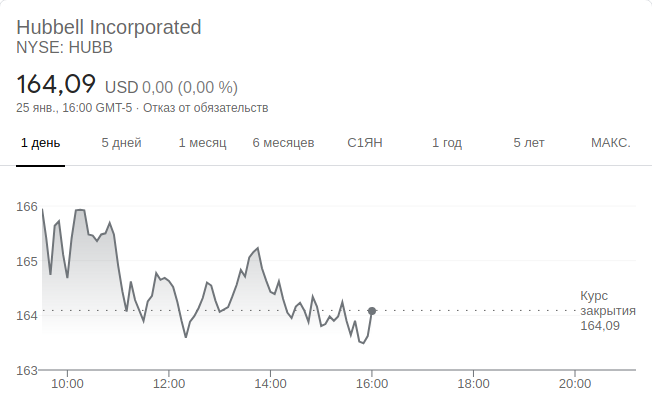 Hubbell Incorporated
NYSE: HUBB
164,09 USD 0,00 (0,00 %)
25 янв., 16:00 GMT-5 · Отказ от обязательств
1 день 5 дней 1 месяц 6 месяцев С1ЯН 1 год 5 лет МАКС.
166
165
164
163
Курс
закрытия
164,09
10:00 12:00 14:00 16:00 18:00 20:00